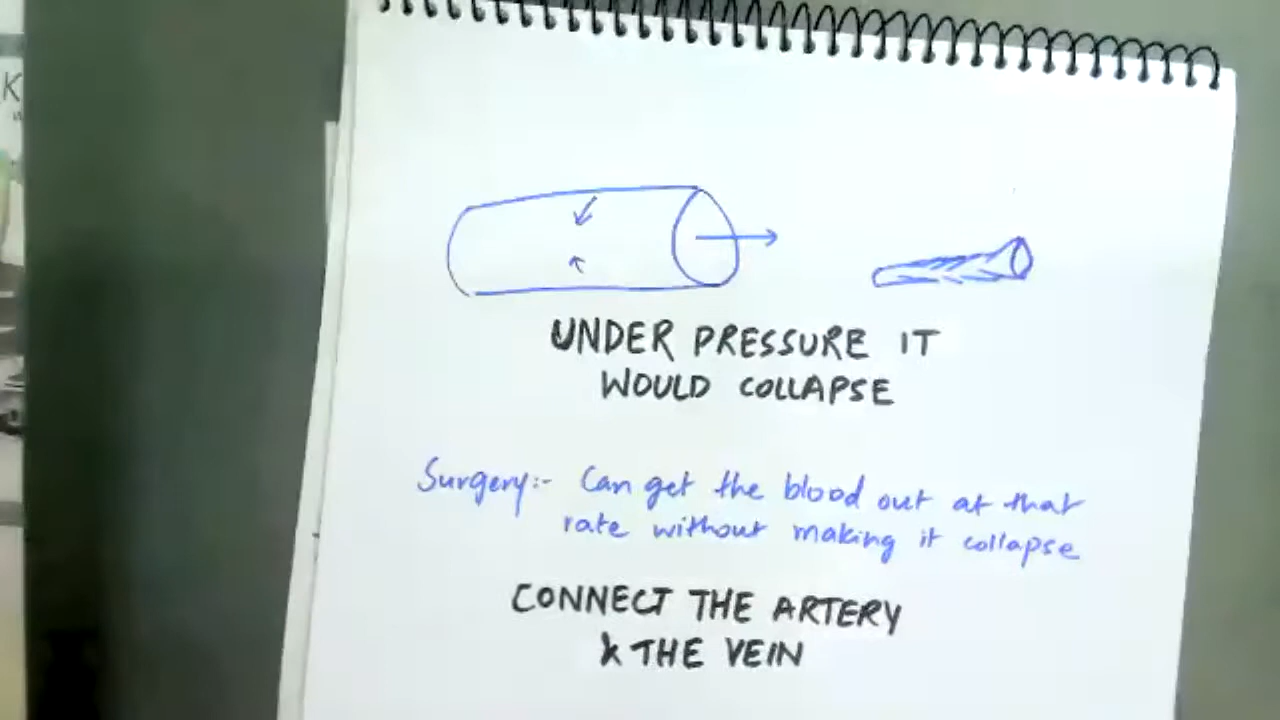 K
UNDER PRESSURE IT
WOULD COLLAPSE
Surgery:- Can get the blood out at that
rate without making it collapse
CONNECT THE ARTERY
& THE VEIN